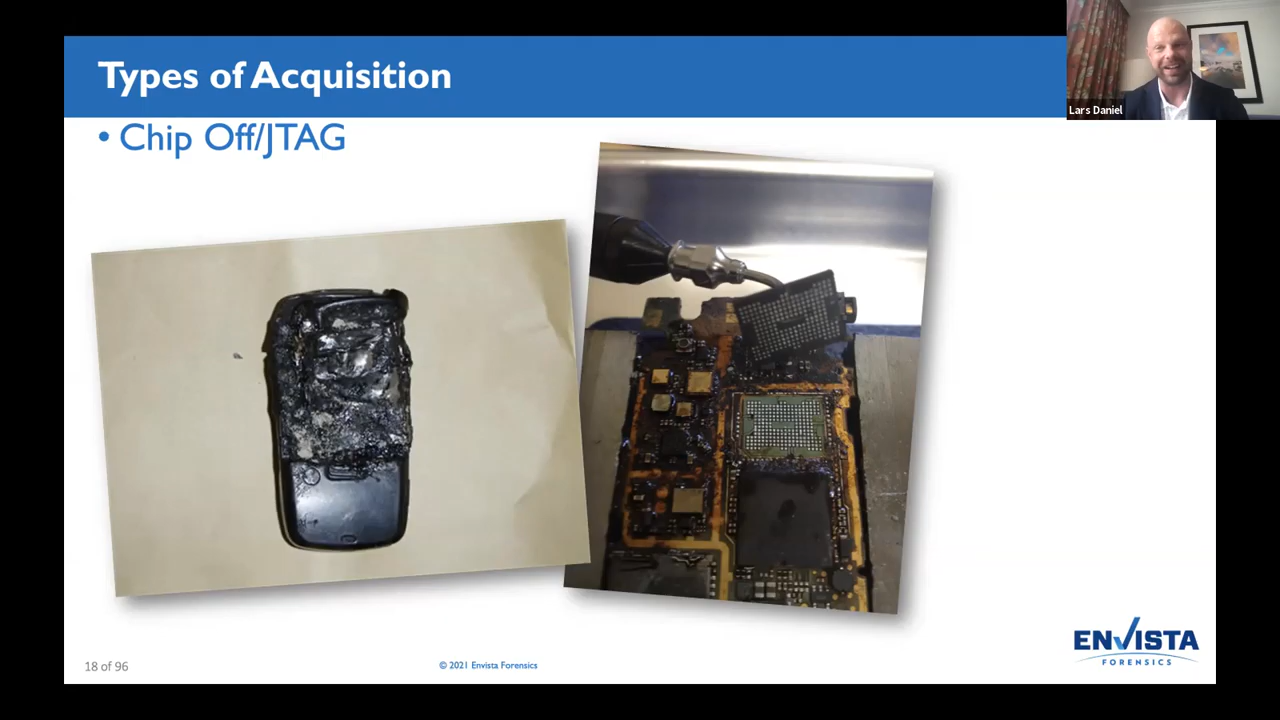 Types of Acquisition
Lars Daniel
• Chip Off/JTAG
18 of 96
© 2021 Envista Forensics
ENVISTA
FORENSICS